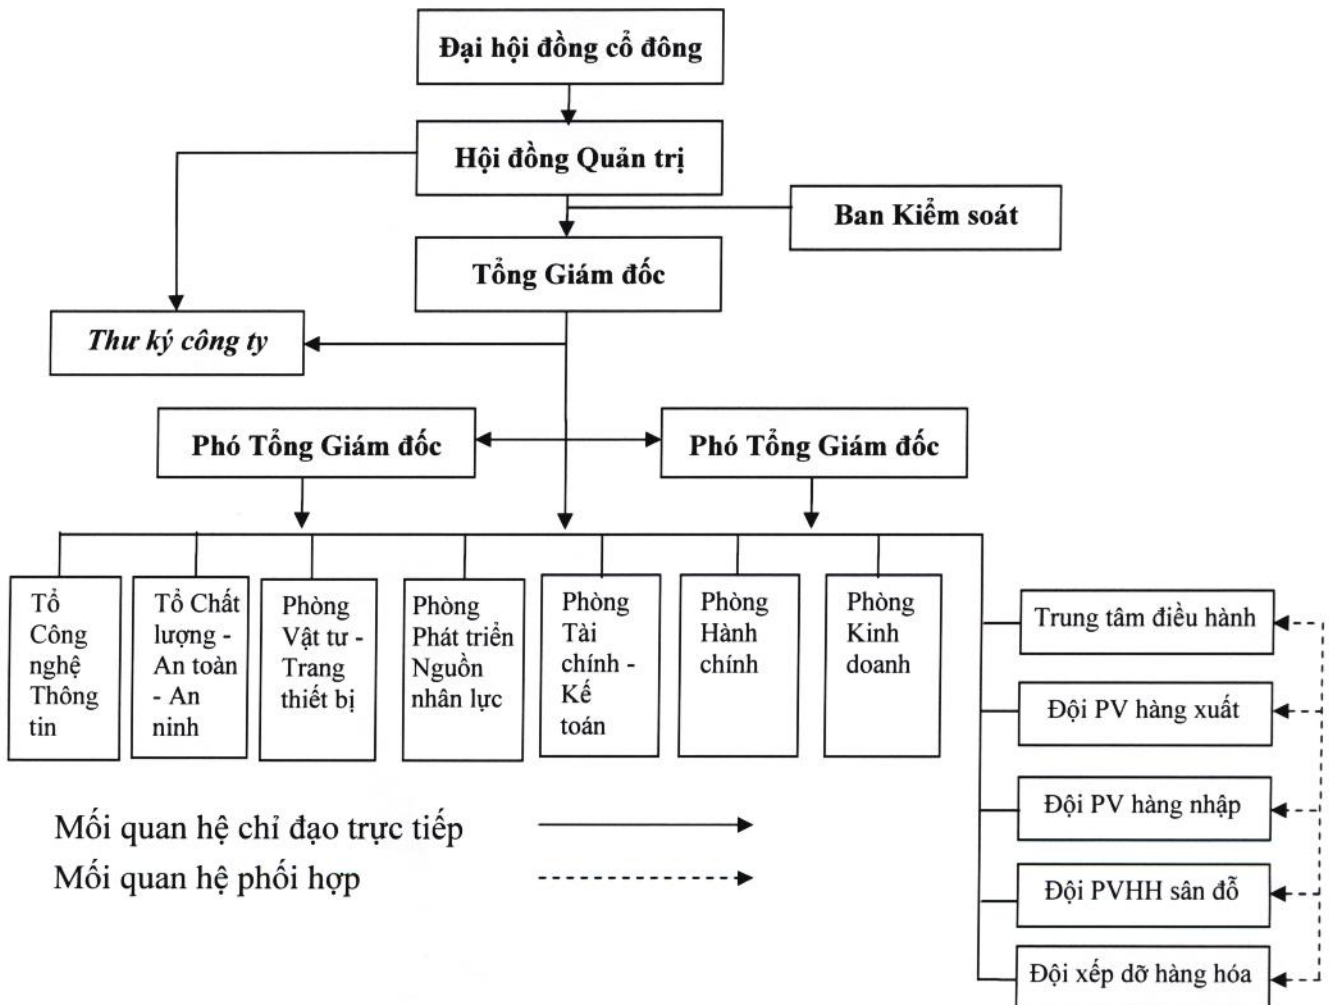 Đại hội đồng cổ đông
Hội đồng Quản trị
Ban Kiểm soát
Tổng Giám đốc
Thư ký công ty
Phó Tổng Giám đốc
Phó Tổng Giám đốc
Tổ
Công
nghệ
Thông
tin
Tổ Chất
lượng -
An toàn
- An
ninh
Phòng
Vật tư -
Trang
thiết bị
Phòng
Phát triển
Nguồn
nhân lực
Phòng
Tài
chính -
Kế
toán
Phòng
Hành
chính
Phòng
Kinh
doanh
Trung tâm điều hành
Đội PV hàng xuất
Đội PV hàng nhập
Đội PVHH sân đỗ
Đội xếp dỡ hàng hóa
Mối quan hệ chỉ đạo trực tiếp
Mối quan hệ phối hợp